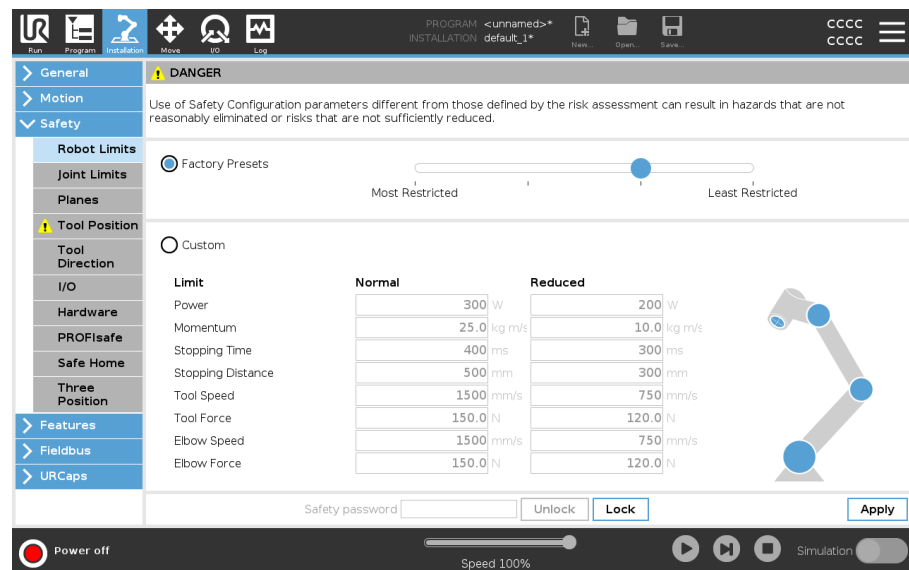 PROGRAM <unnamed>*
INSTALLATION default_1*
CCCC
CCCC
Run Program Installation Move I/O Log New... Open... Save...
General
Motion
Safety
Robot Limits
Joint Limits
Planes
Tool Position
Tool
Direction
I/O
Hardware
PROFIsafe
Safe Home
Three
Position
Features
Fieldbus
URCaps
DANGER
Use of Safety Configuration parameters different from those defined by the risk assessment can result in hazards that are not
reasonably eliminated or risks that are not sufficiently reduced.
Factory Presets
Most Restricted Least Restricted
Custom
Limit Normal Reduced
Power 300 W 200 W
Momentum 25.0 kg m/s 10.0 kg m/s
Stopping Time 400 ms 300 ms
Stopping Distance 500 mm 300 mm
Tool Speed 1500 mm/s 750 mm/s
Tool Force 150.0 N 120.0 N
Elbow Speed 1500 mm/s 750 mm/s
Elbow Force 150.0 N 120.0 N
Safety password Unlock Lock Apply
Power off
Speed 100%
Simulation